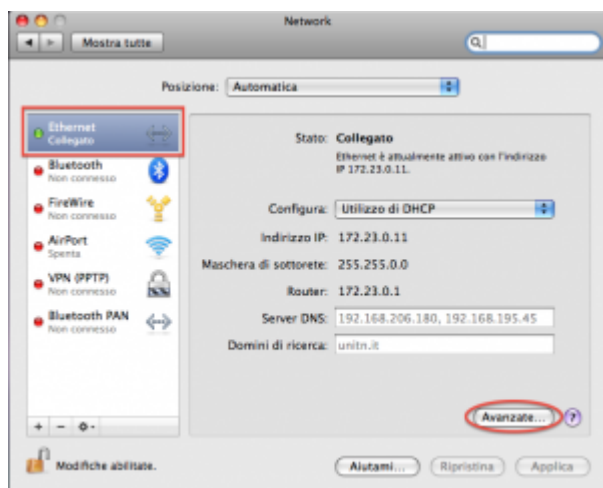 Network
Mostra tutte
Posizione: Automatica
Ethernet
Collegato
Bluetooth
Non connesso
FireWire
Non connesso
AirPort
Spenta
VPN (PPTP)
Non connesso
Bluetooth PAN
Non connesso
Stato: Collegato
Ethernet è attualmente attivo con l'indirizzo
IP 172.23.0.11.
Configura: Utilizzo di DHCP
Indirizzo IP: 172.23.0.11
Maschera di sottorete: 255.255.0.0
Router: 172.23.0.1
Server DNS: 192.168.206.180, 192.168.195.45
Domini di ricerca: unitn.it
Avanzate... ?
+ −
Modifiche abilitate.
Aiutami... Ripristina Applica